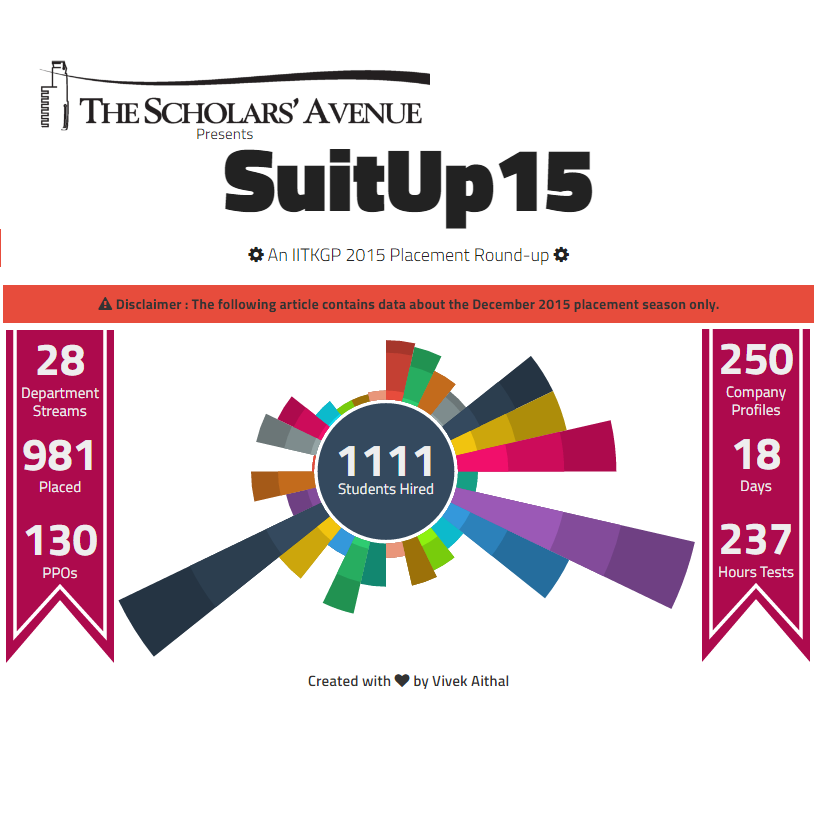 THE SCHOLARS' AVENUE
Presents
SuitUp15
An IITKGP 2015 Placement Round-up
Disclaimer : The following article contains data about the December 2015 placement season only.
28
Department
Streams
981
Placed
130
PPOs
1111
Students Hired
250
Company
Profiles
18
Days
237
Hours Tests
Created with ♥ by Vivek Aithal